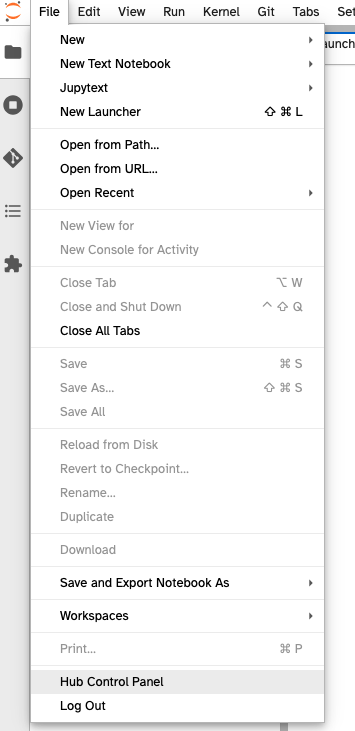 File Edit View Run Kernel Git Tabs
New
New Text Notebook
Jupytext
New Launcher ⇧ ⌘ L
Open from Path...
Open from URL...
Open Recent
New View for
New Console for Activity
Close Tab ⌥ W
Close and Shut Down ^ ⇧ Q
Close All Tabs
Save ⌘ S
Save As... ⇧ ⌘ S
Save All
Reload from Disk
Revert to Checkpoint...
Rename...
Duplicate
Download
Save and Export Notebook As
Workspaces
Print... ⌘ P
Hub Control Panel
Log Out